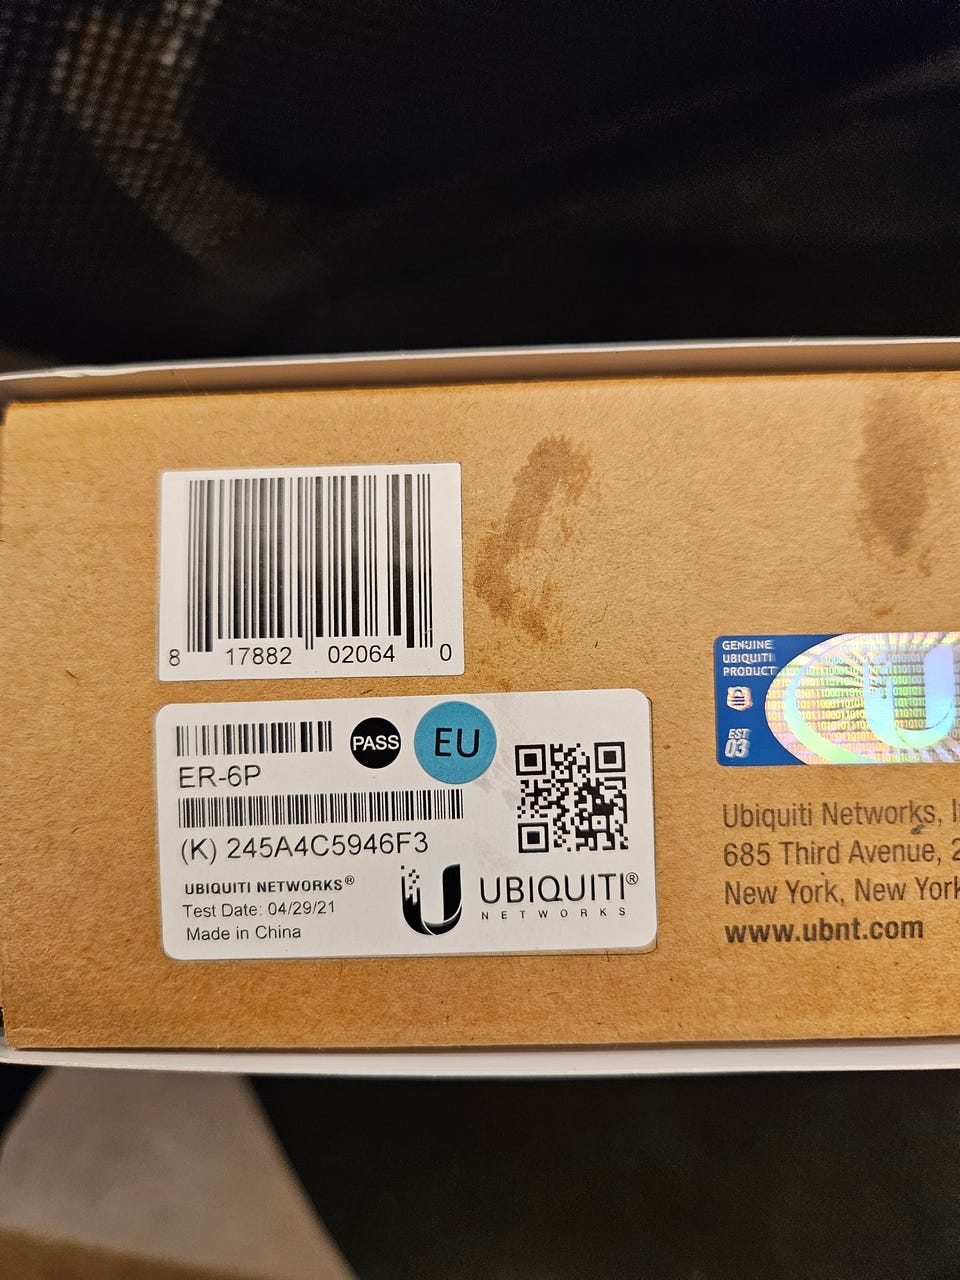 8 17882 02064 0
PASS
EU
ER-6P
(K) 245A4C5946F3
UBIQUITI NETWORKS®
Test Date: 04/29/21
Made in China
UBIQUITI®
NETWORKS
GENUINE
UBIQUITI
PRODUCT
EST
03
Ubiquiti Networks,
685 Third Avenue,
New York, New York
www.ubnt.com